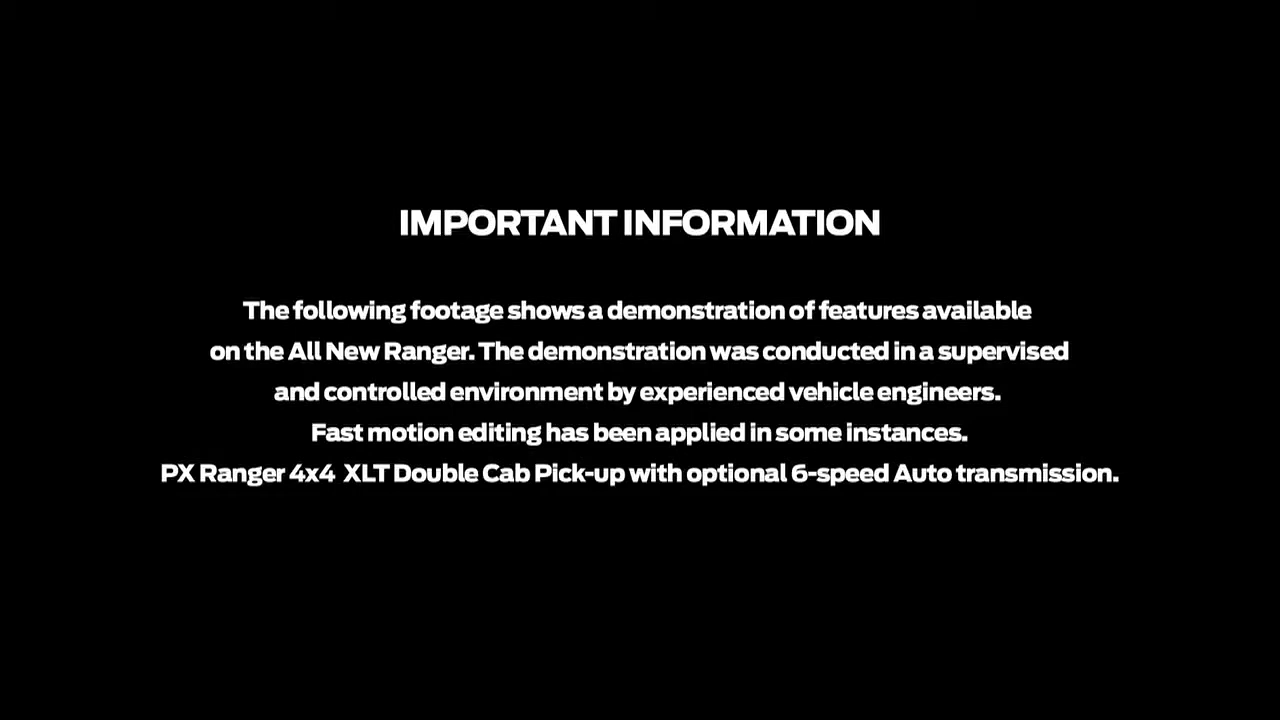 IMPORTANT INFORMATION
The following footage shows a demonstration of features available
on the All New Ranger. The demonstration was conducted in a supervised
and controlled environment by experienced vehicle engineers.
Fast motion editing has been applied in some instances.
PX Ranger 4x4 XLT Double Cab Pick-up with optional 6-speed Auto transmission.